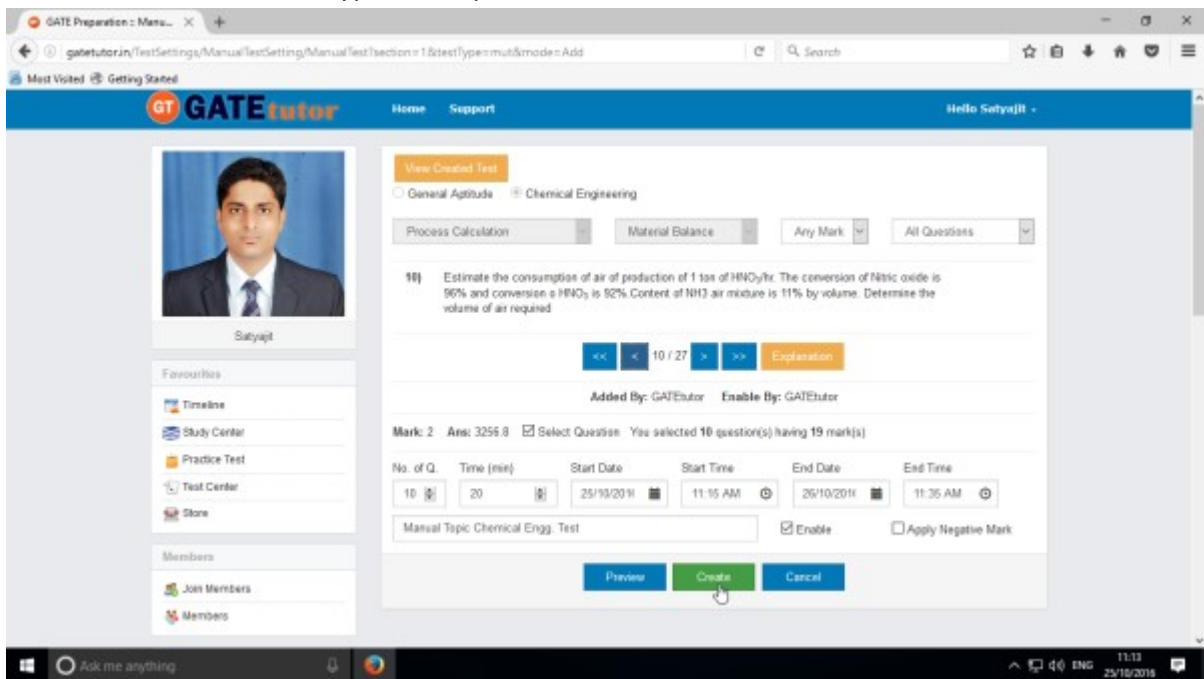 GATE Preparation :: Manu...
gatetutor.in/TestSettings/ManualTestSetting/ManualTest?section=1&testType=mut&mode=Add
Search
Most Visited Getting Started
GT GATEtutor Home Support Hello Satyajit
View Created Test
General Aptitude Chemical Engineering
Process Calculation Material Balance Any Mark All Questions
10) Estimate the consumption of air of production of 1 ton of HNO₃/hr. The conversion of Nitric oxide is
96% and conversion o HNO₃ is 92%.Content of NH3 air mixture is 11% by volume. Determine the
volume of air required
<< < 10 / 27 > >> Explanation
Added By: GATEtutor Enable By: GATEtutor
Mark: 2 Ans: 3256.8 Select Question You selected 10 question(s) having 19 mark(s)
No. of Q. Time (min) Start Date Start Time End Date End Time
10 20 25/10/201 11:15 AM 26/10/201 11:35 AM
Manual Topic Chemical Engg. Test Enable Apply Negative Mark
Preview Create Cancel
Satyajit
Favourites
Timeline
Study Center
Practice Test
Test Center
Store
Members
Join Members
Members
Ask me anything
ENG 11:13
25/10/2016